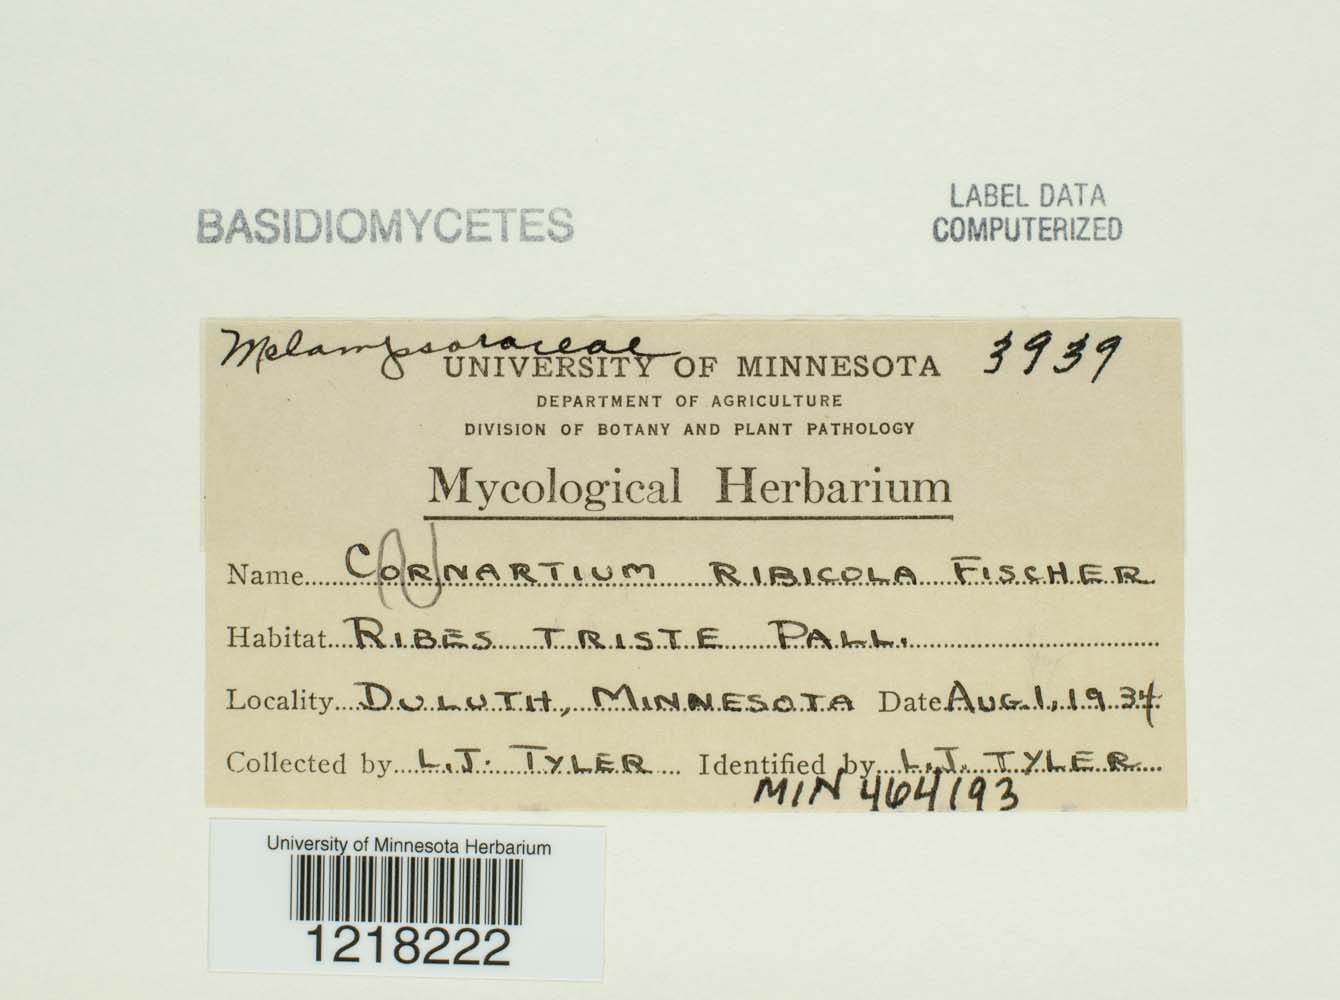 BASIDIOMYCETES
LABEL DATA
COMPUTERIZED
Melampsoraceae
3939
UNIVERSITY OF MINNESOTA
DEPARTMENT OF AGRICULTURE
DIVISION OF BOTANY AND PLANT PATHOLOGY
Mycological Herbarium
Name CORNARTIUM RIBICOLA FISCHER
Habitat RIBES TRISTE PALL.
Locality DULUTH, MINNESOTA Date AUG. 1, 1934
Collected by L.J. TYLER Identified by L.J. TYLER
MIN 464193
University of Minnesota Herbarium
1218222